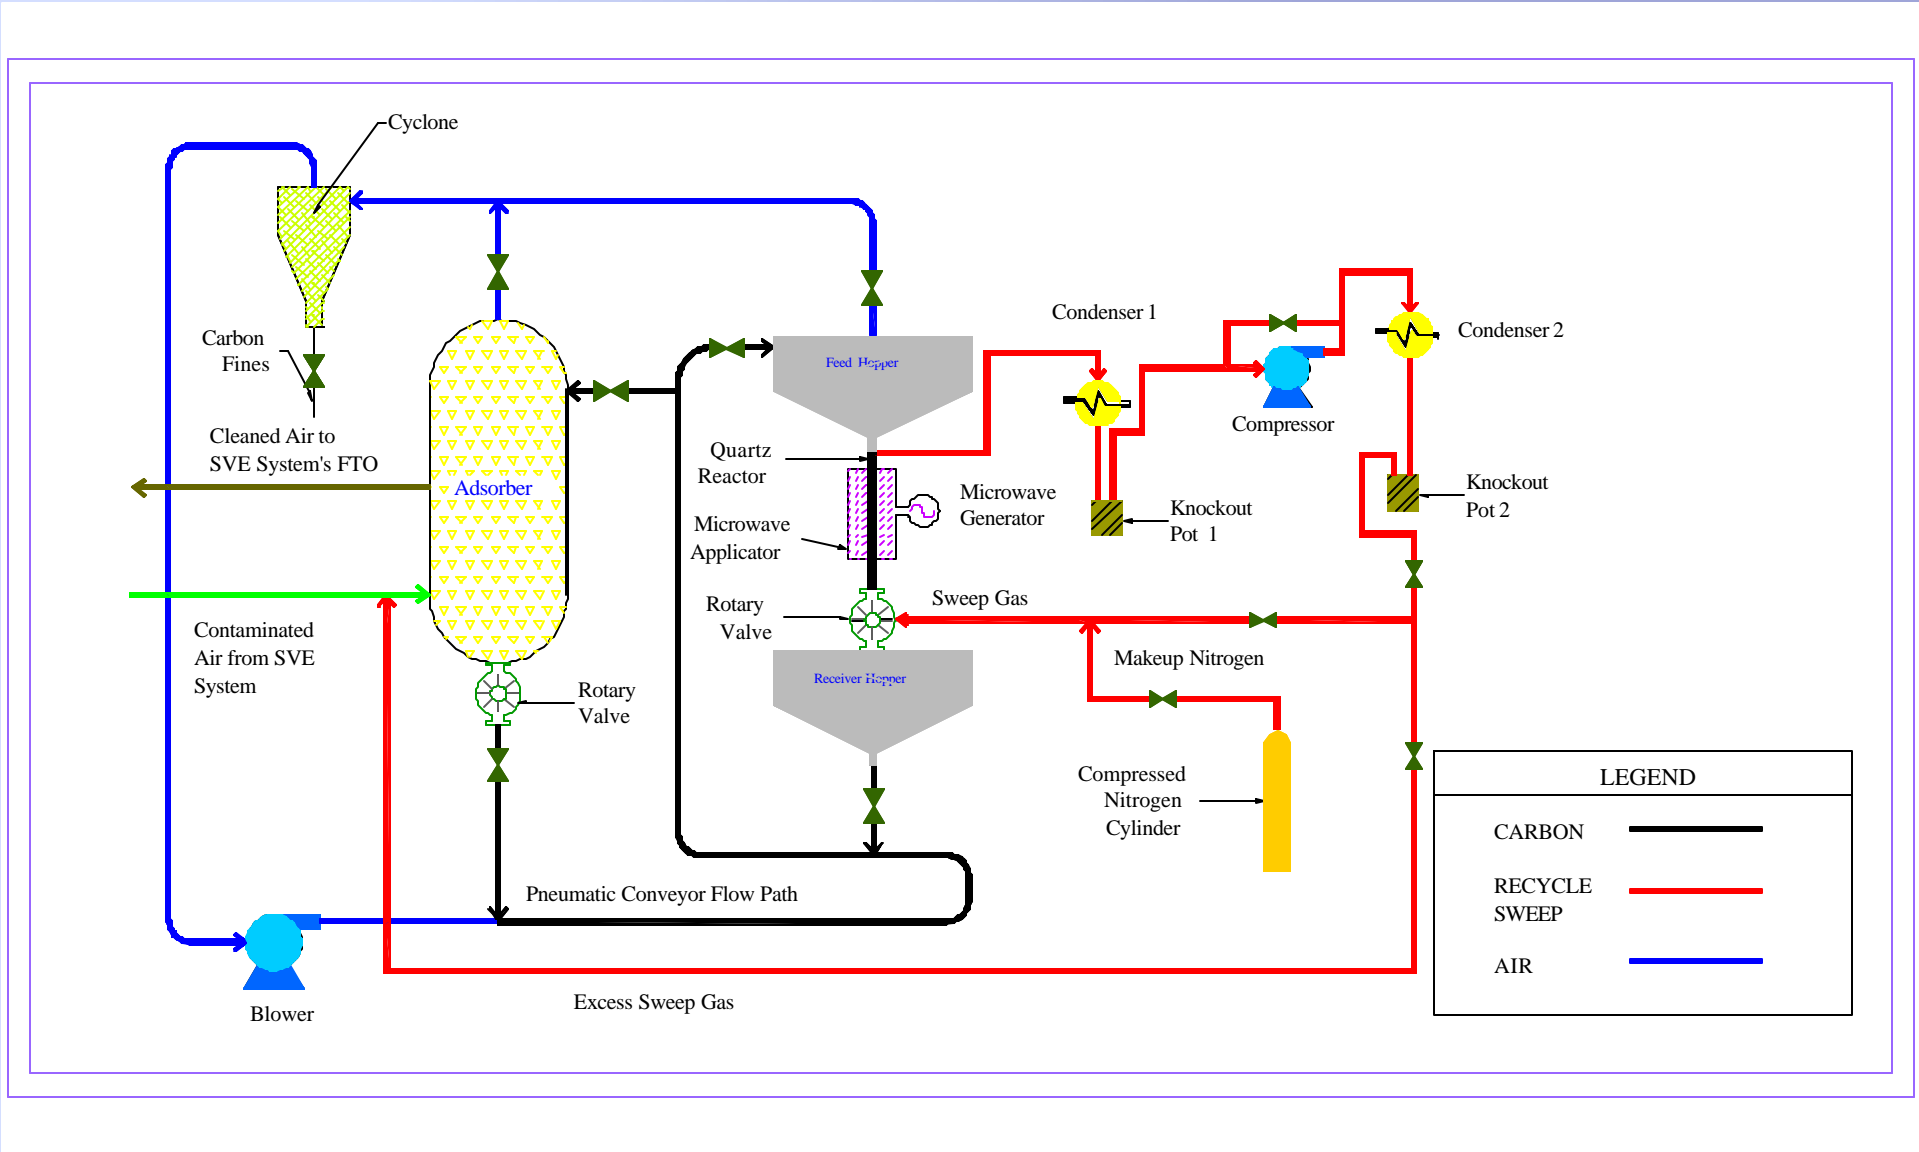 Cyclone
Carbon
Fines
Cleaned Air to
SVE System's FTO
Adsorber
Contaminated
Air from SVE
System
Rotary
Valve
Blower
Pneumatic Conveyor Flow Path
Excess Sweep Gas
Feed Hopper
Quartz
Reactor
Microwave
Applicator
Microwave
Generator
Rotary
Valve
Receiver Hopper
Sweep Gas
Makeup Nitrogen
Compressed
Nitrogen
Cylinder
Condenser 1
Knockout
Pot 1
Compressor
Condenser 2
Knockout
Pot 2
LEGEND
CARBON
RECYCLE
SWEEP
AIR